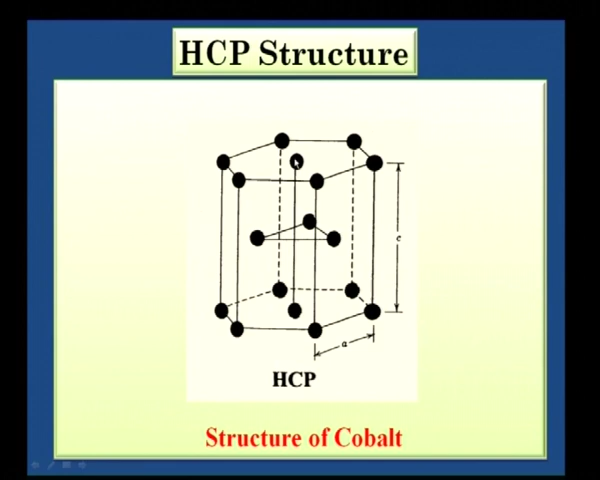 HCP Structure
c
a
HCP
Structure of Cobalt